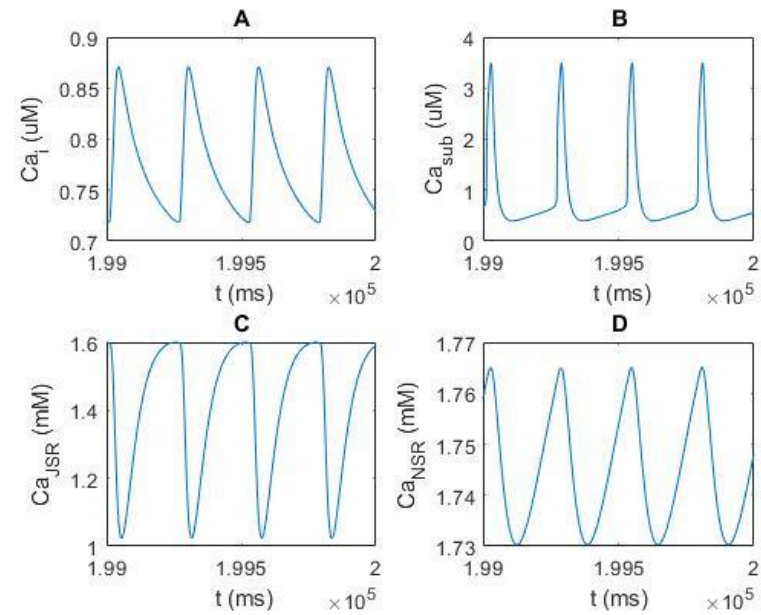 A
0.9
0.85
0.8
0.75
0.7
Ca_i (uM)
1.99 1.995 2
t (ms) ×10^5
B
4
3
2
1
0
Ca_sub (uM)
1.99 1.995 2
t (ms) ×10^5
C
1.6
1.4
1.2
1
Ca_JSR (mM)
1.99 1.995 2
t (ms) ×10^5
D
1.77
1.76
1.75
1.74
1.73
Ca_NSR (mM)
1.99 1.995 2
t (ms) ×10^5